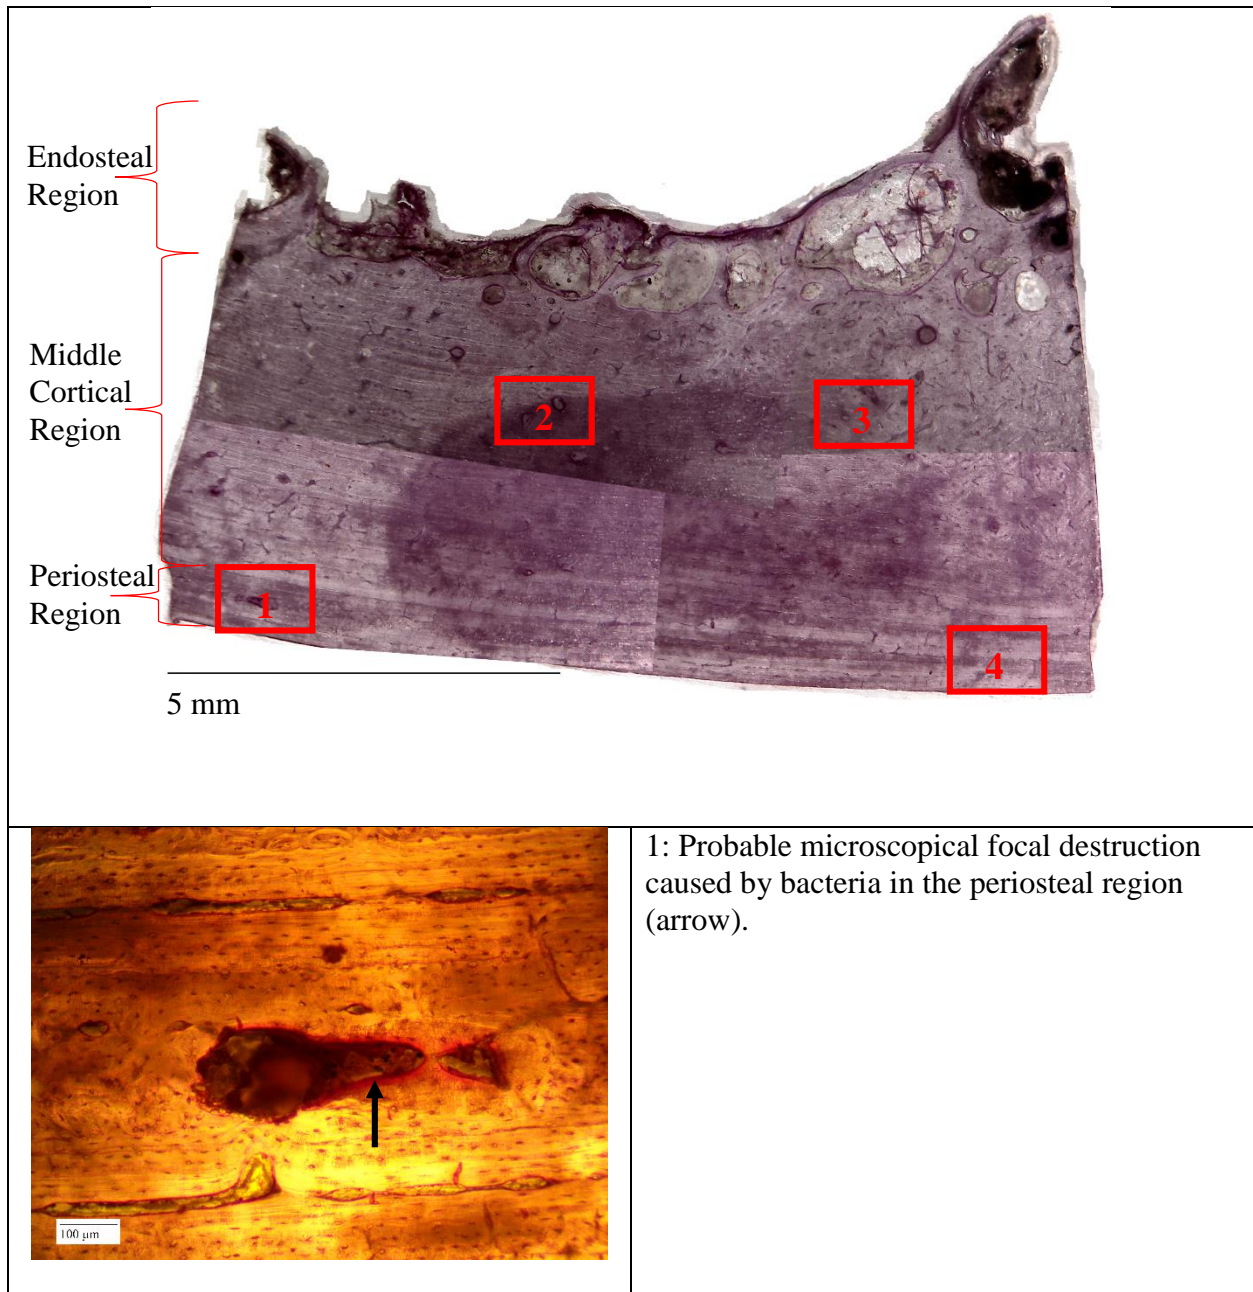 Endosteal
Region
Middle
Cortical
Region
Periosteal
Region
2
3
1
4
5 mm
100 µm
1: Probable microscopical focal destruction
caused by bacteria in the periosteal region
(arrow).